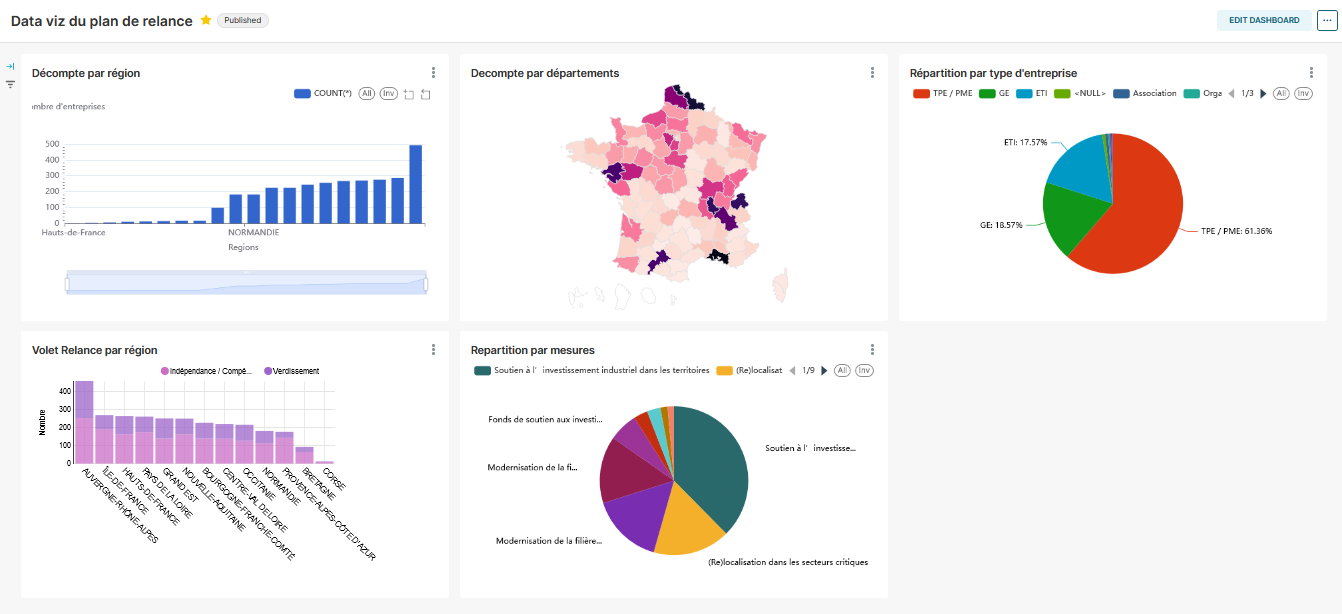 Data viz du plan de relance
Published
EDIT DASHBOARD
...
Décompte par région
COUNT(*)
All
Inv
mbre d'entreprises
500
400
300
200
100
0
Hauts-de-France
NORMANDIE
Regions
Decompte par départements
Répartition par type d'entreprise
TPE / PME
GE
ETI
<NULL>
Association
Orga
1/3
All
Inv
ETI: 17.57%
GE: 18.57%
TPE / PME: 61.36%
Volet Relance par région
Indépendance / Compé...
Verdissement
Nombre
400
300
200
100
0
AUVERGNE-RHÔNE-ALPES
ÎLE-DE-FRANCE
HAUTS-DE-FRANCE
PAYS DE LA LOIRE
GRAND EST
NOUVELLE-AQUITAINE
BOURGOGNE-FRANCHE-COMTÉ
CENTRE-VAL DE LOIRE
OCCITANIE
NORMANDIE
PROVENCE-ALPES-CÔTE D'AZUR
BRETAGNE
CORSE
Repartition par mesures
Soutien à l’investissement industriel dans les territoires
(Re)localisat
1/9
All
Inv
Fonds de soutien aux investi...
Soutien à l’investisse...
Modernisation de la fi...
Modernisation de la filière...
(Re)localisation dans les secteurs critiques